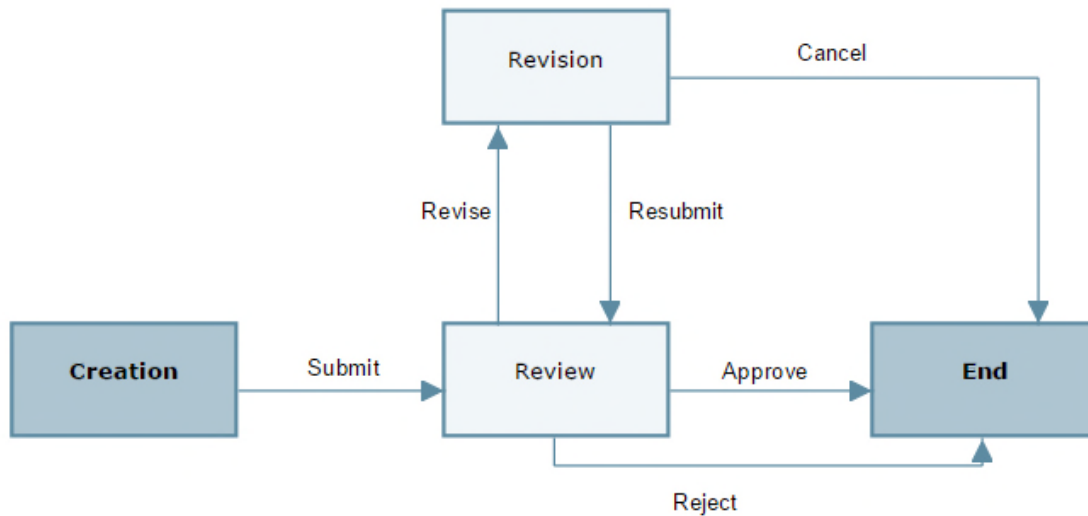 Revision
Cancel
Revise
Resubmit
Creation
Submit
Review
Approve
End
Reject